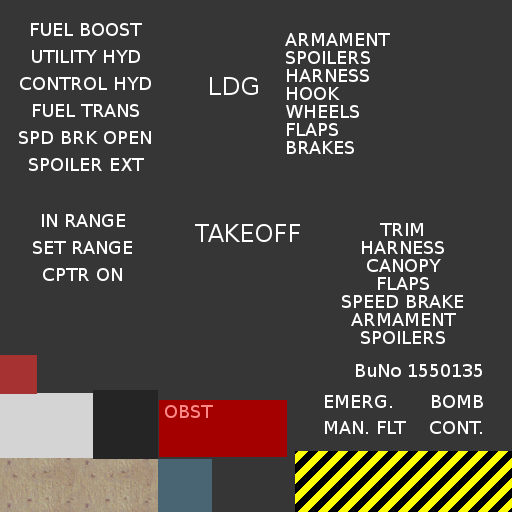 FUEL BOOST
UTILITY HYD
CONTROL HYD
FUEL TRANS
SPD BRK OPEN
SPOILER EXT
IN RANGE
SET RANGE
CPTR ON
LDG
ARMAMENT
SPOILERS
HARNESS
HOOK
WHEELS
FLAPS
BRAKES
TAKEOFF
TRIM
HARNESS
CANOPY
FLAPS
SPEED BRAKE
ARMAMENT
SPOILERS
BuNo 1550135
EMERG. BOMB
MAN. FLT CONT.
OBST